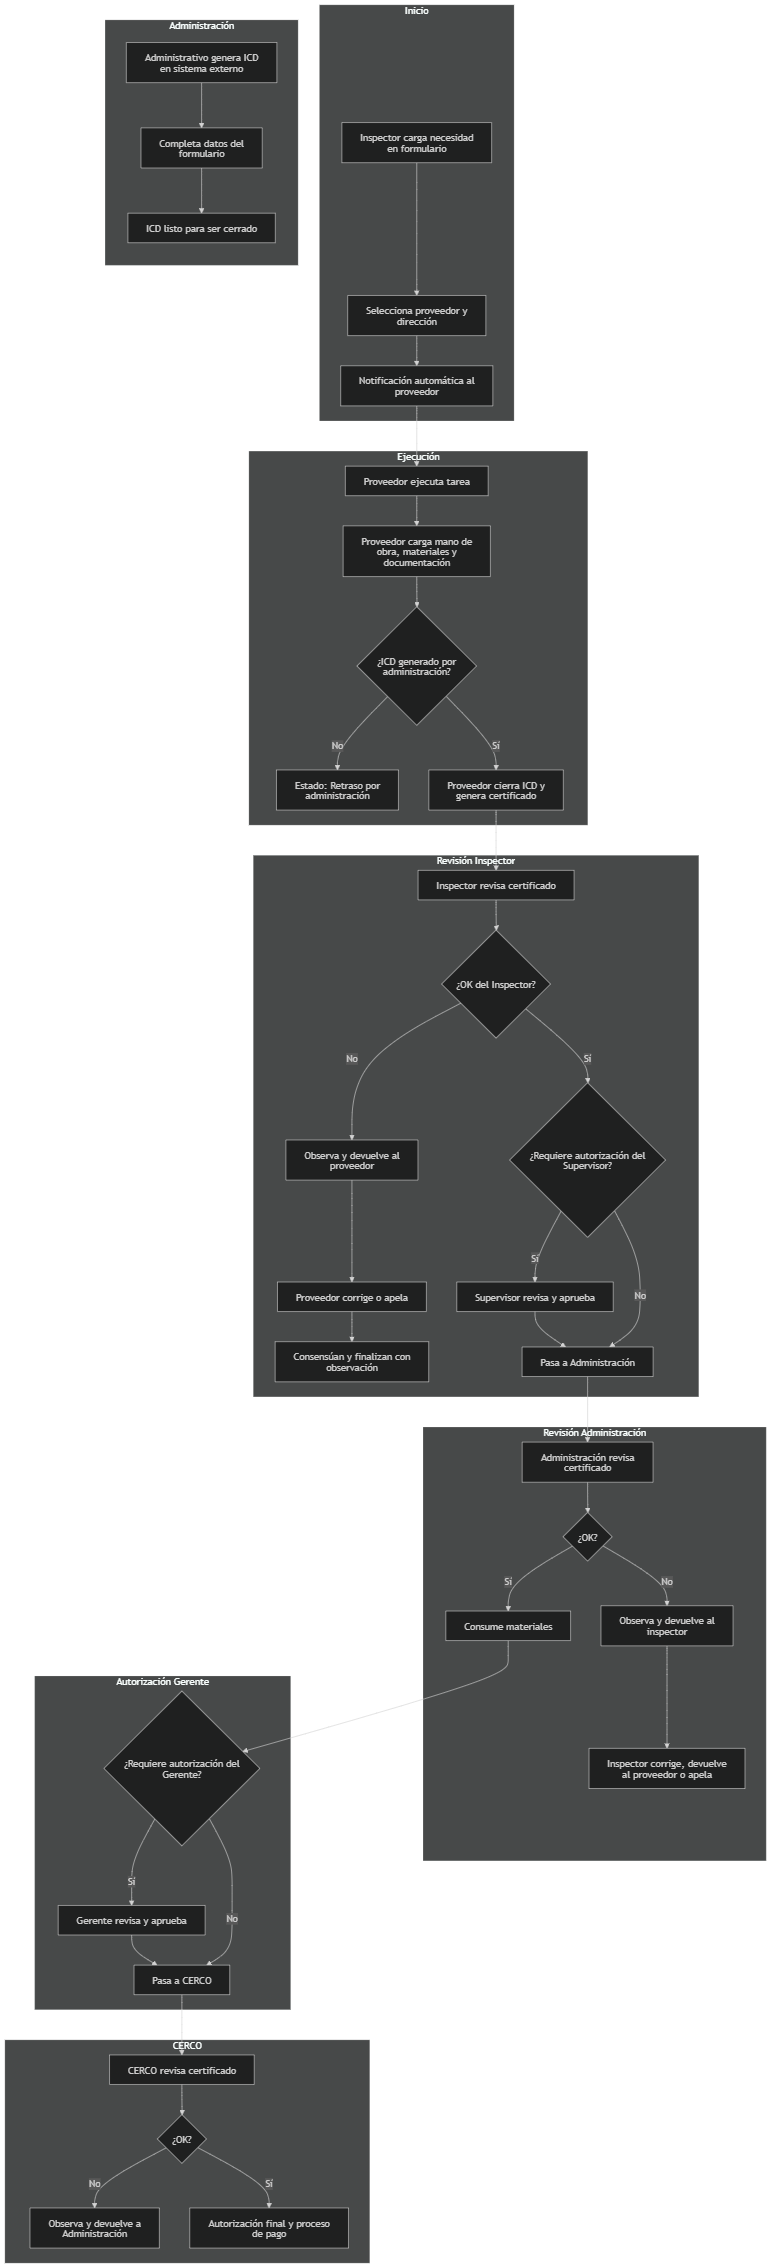 Administración
Administrativo genera ICD
en sistema externo
Completa datos del
formulario
ICD listo para ser cerrado
Inicio
Inspector carga necesidad
en formulario
Selecciona proveedor y
dirección
Notificación automática al
proveedor
Ejecución
Proveedor ejecuta tarea
Proveedor carga mano de
obra, materiales y
documentación
¿ICD generado por
administración?
No
Sí
Estado: Retraso por
administración
Proveedor cierra ICD y
genera certificado
Revisión Inspector
Inspector revisa certificado
¿OK del Inspector?
No
Sí
Observa y devuelve al
proveedor
¿Requiere autorización del
Supervisor?
Sí
No
Proveedor corrige o apela
Supervisor revisa y aprueba
Consensúan y finalizan con
observación
Pasa a Administración
Revisión Administración
Administración revisa
certificado
¿OK?
Sí
No
Consume materiales
Observa y devuelve al
inspector
Inspector corrige, devuelve
al proveedor o apela
Autorización Gerente
¿Requiere autorización del
Gerente?
Sí
No
Gerente revisa y aprueba
Pasa a CERCO
CERCO
CERCO revisa certificado
¿OK?
No
Sí
Observa y devuelve a
Administración
Autorización final y proceso
de pago